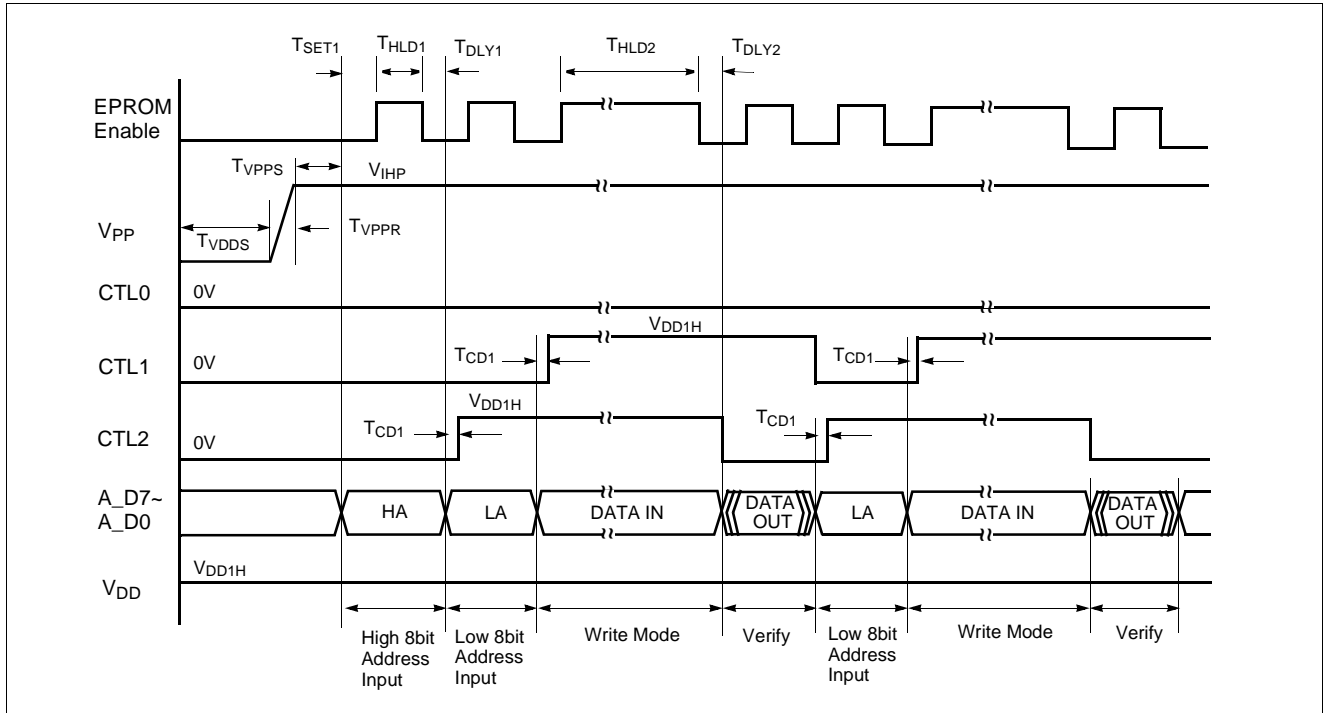 TSET1 THLD1 TDLY1 THLD2 TDLY2
EPROM
Enable
TVPPS VIHP
VPP TVDDS TVPPR
CTL0 0V
VDD1H
CTL1 0V TCD1 TCD1
VDD1H
CTL2 0V TCD1 TCD1
A_D7~
A_D0
HA LA DATA IN DATA
OUT LA DATA IN DATA
OUT
VDD1H
VDD
High 8bit
Address
Input
Low 8bit
Address
Input
Write Mode
Verify
Low 8bit
Address
Input
Write Mode
Verify